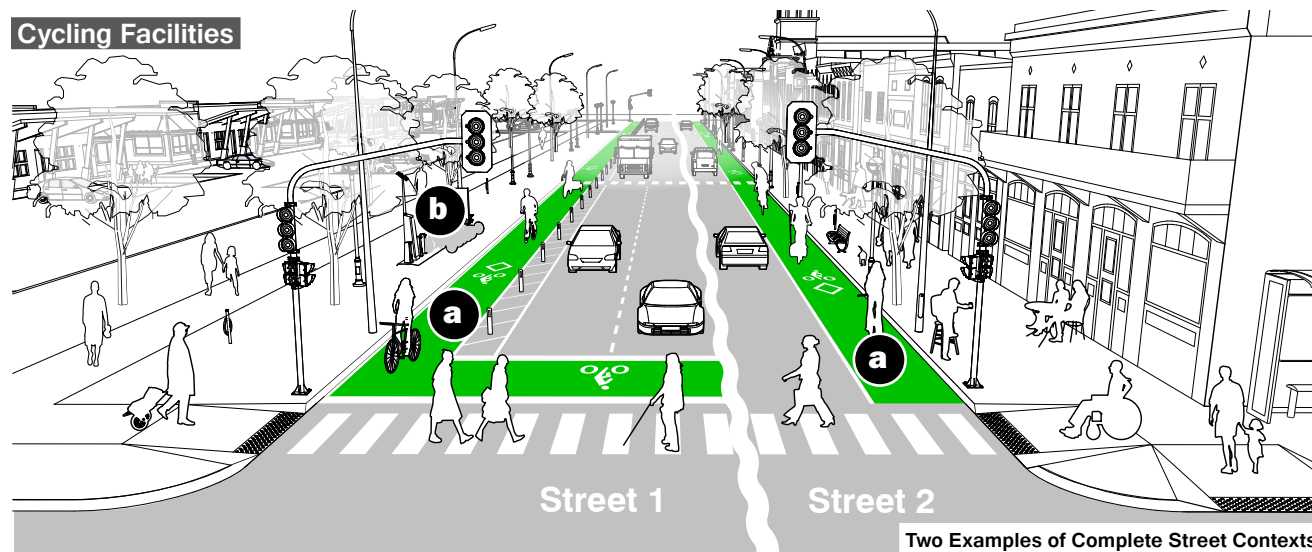 Cycling Facilities
b
a
a
Street 1
Street 2
Two Examples of Complete Street Contexts